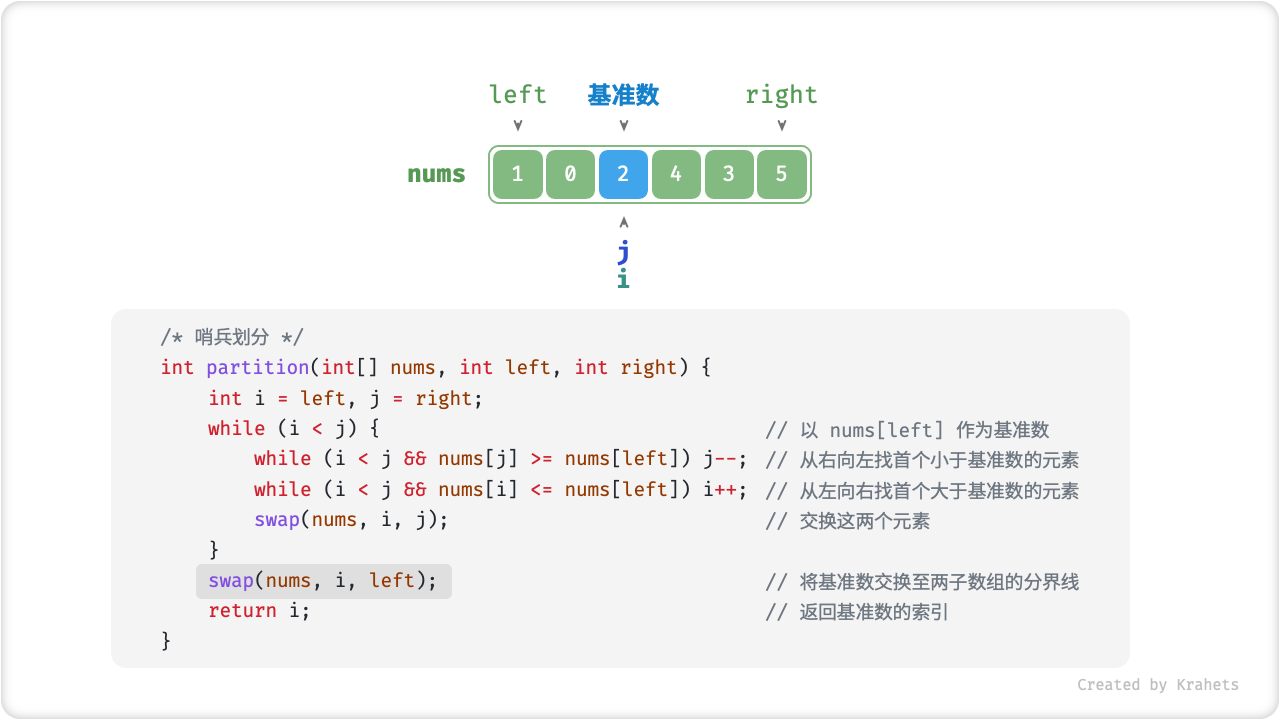 left 基准数 right
nums 1 0 2 4 3 5
j
i
/* 哨兵划分 */
int partition(int[] nums, int left, int right) {
    int i = left, j = right;
    while (i < j) { // 以 nums[left] 作为基准数
        while (i < j && nums[j] >= nums[left]) j--; // 从右向左找首个小于基准数的元素
        while (i < j && nums[i] <= nums[left]) i++; // 从左向右找首个大于基准数的元素
        swap(nums, i, j); // 交换这两个元素
    }
    swap(nums, i, left); // 将基准数交换至两子数组的分界线
    return i; // 返回基准数的索引
}
Created by Krahets